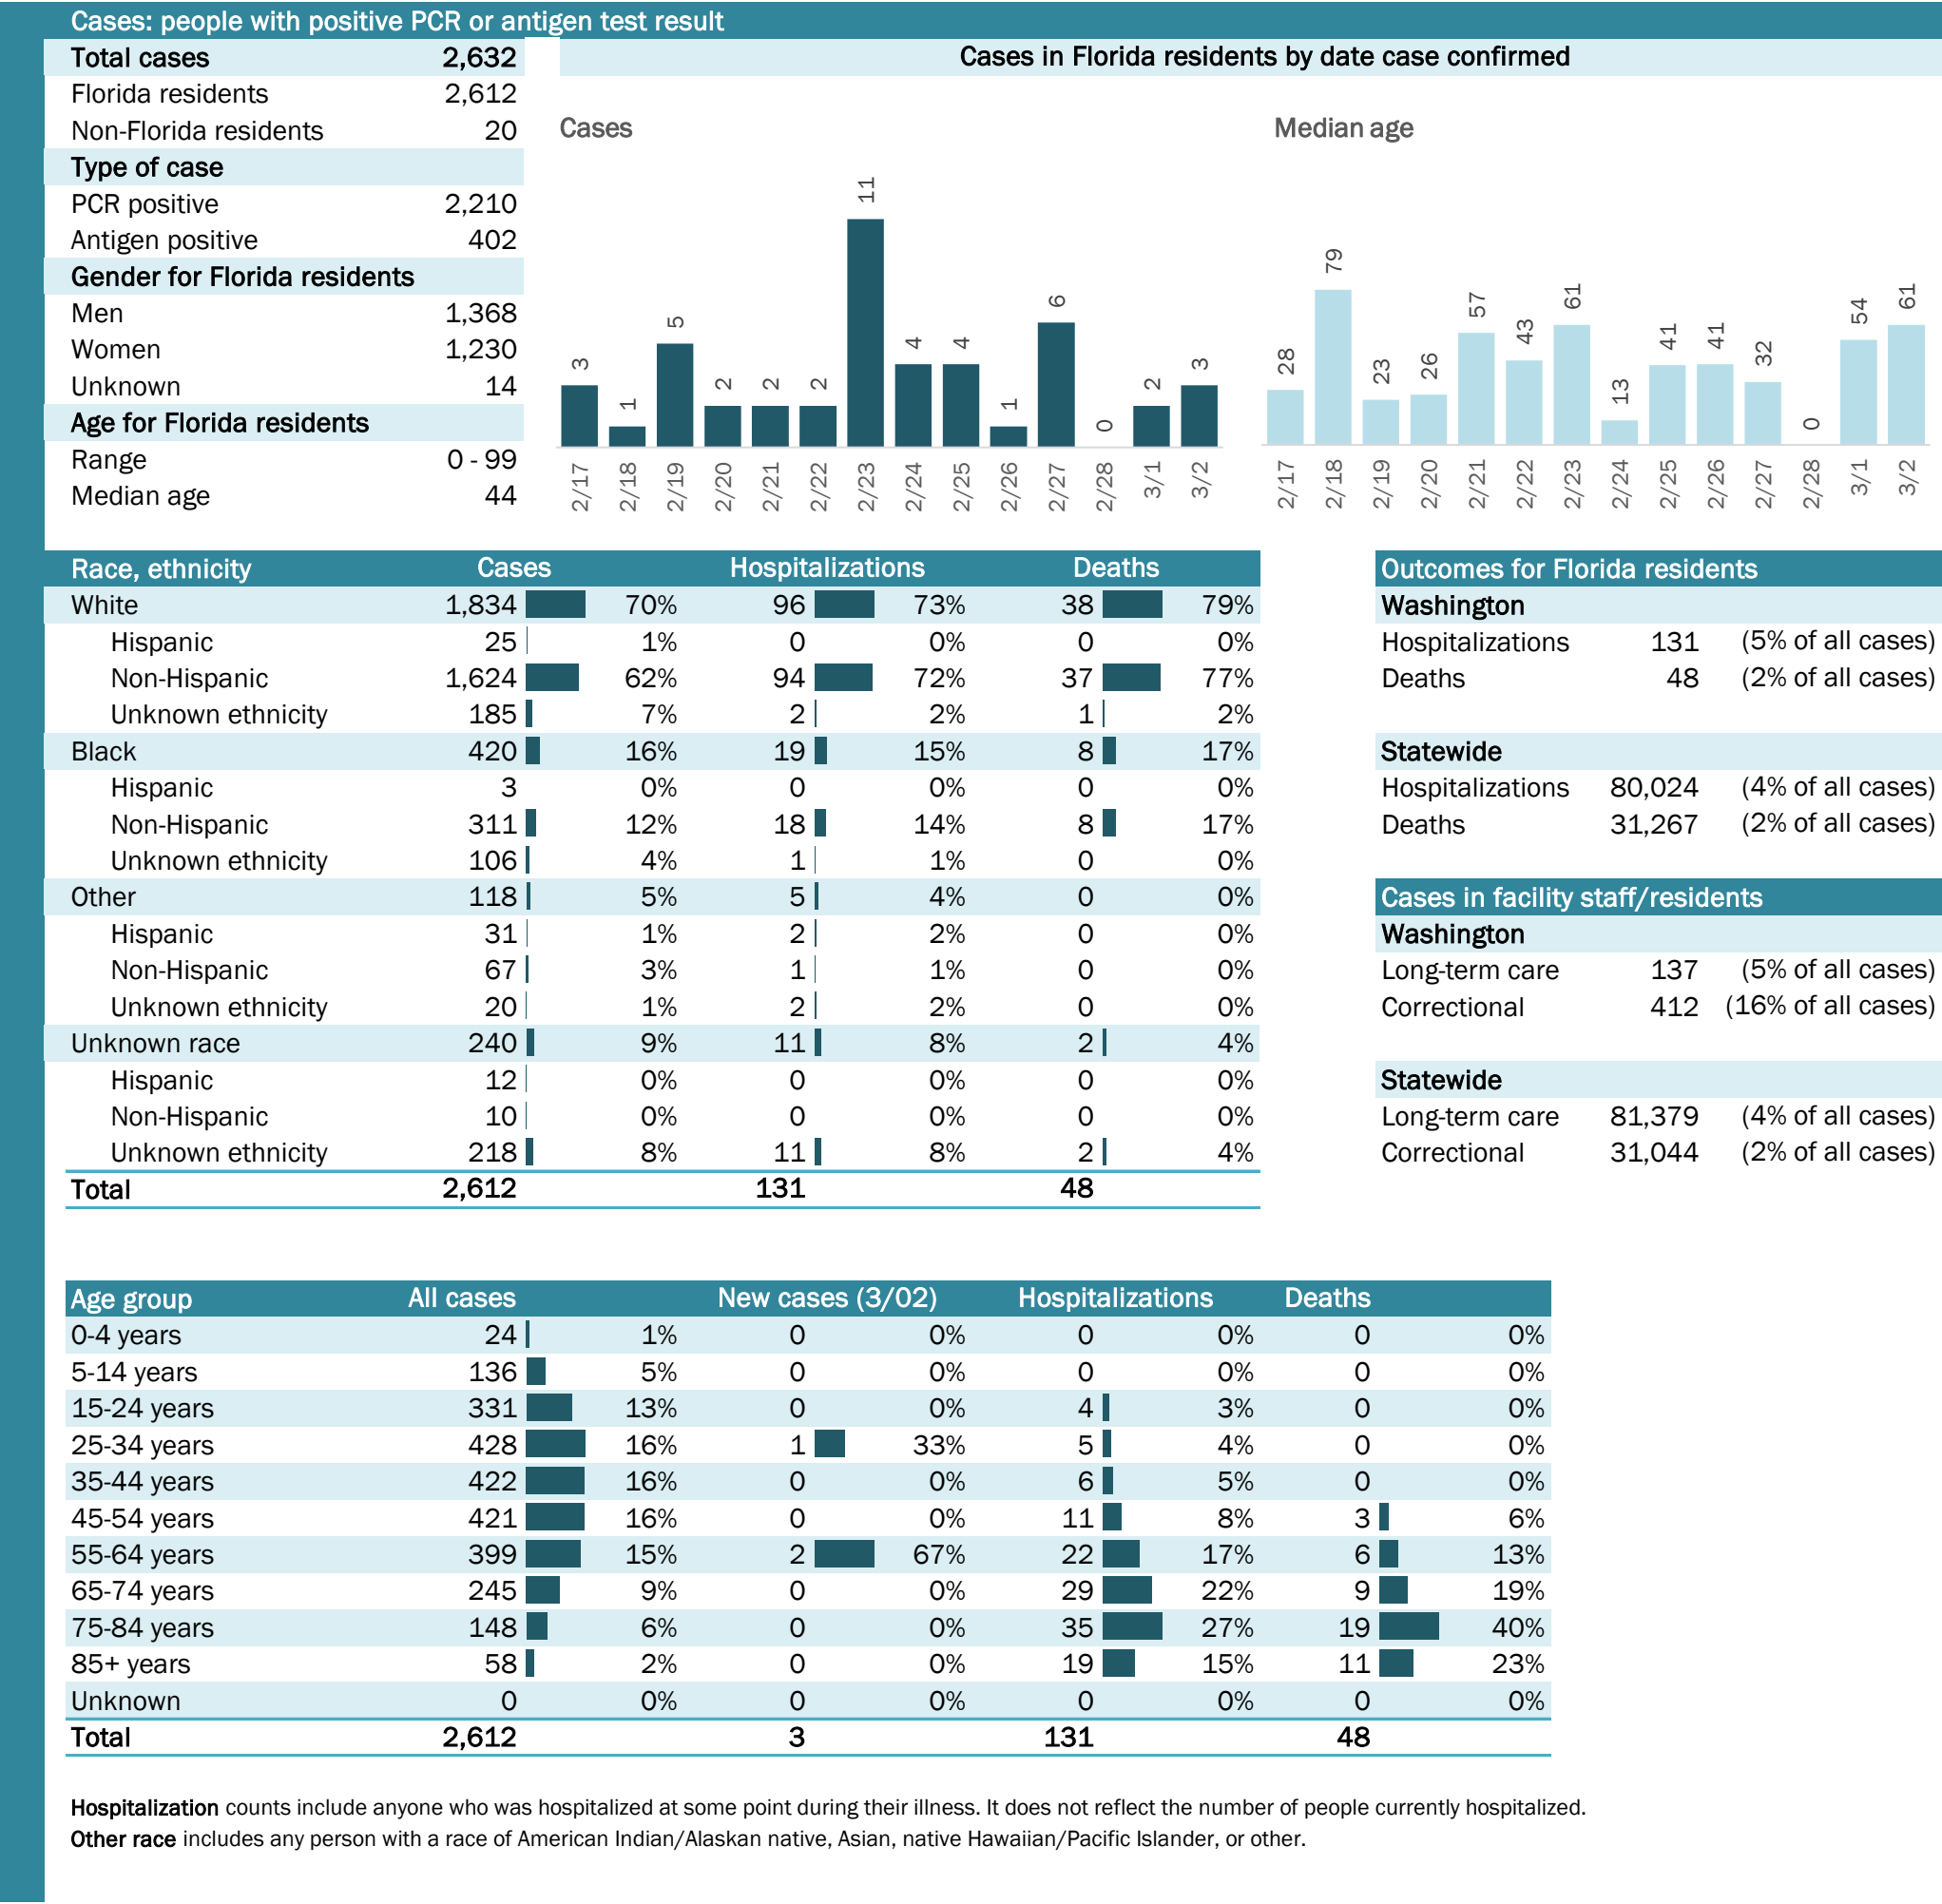 Cases: people with positive PCR or antigen test result
Total cases 2,632
Florida residents 2,612
Non-Florida residents 20
Type of case
PCR positive 2,210
Antigen positive 402
Gender for Florida residents
Men 1,368
Women 1,230
Unknown 14
Age for Florida residents
Range 0 - 99
Median age 44
Cases in Florida residents by date case confirmed
Cases
3 1 5 2 2 2 11 4 4 1 6 0 2 3
2/17 2/18 2/19 2/20 2/21 2/22 2/23 2/24 2/25 2/26 2/27 2/28 3/1 3/2
Median age
28 79 23 26 57 43 61 13 41 41 32 0 54 61
2/17 2/18 2/19 2/20 2/21 2/22 2/23 2/24 2/25 2/26 2/27 2/28 3/1 3/2
Race, ethnicity Cases Hospitalizations Deaths
White 1,834 70% 96 73% 38 79%
Hispanic 25 1% 0 0% 0 0%
Non-Hispanic 1,624 62% 94 72% 37 77%
Unknown ethnicity 185 7% 2 2% 1 2%
Black 420 16% 19 15% 8 17%
Hispanic 3 0% 0 0% 0 0%
Non-Hispanic 311 12% 18 14% 8 17%
Unknown ethnicity 106 4% 1 1% 0 0%
Other 118 5% 5 4% 0 0%
Hispanic 31 1% 2 2% 0 0%
Non-Hispanic 67 3% 1 1% 0 0%
Unknown ethnicity 20 1% 2 2% 0 0%
Unknown race 240 9% 11 8% 2 4%
Hispanic 12 0% 0 0% 0 0%
Non-Hispanic 10 0% 0 0% 0 0%
Unknown ethnicity 218 8% 11 8% 2 4%
Total 2,612 131 48
Outcomes for Florida residents
Washington
Hospitalizations 131 (5% of all cases)
Deaths 48 (2% of all cases)
Statewide
Hospitalizations 80,024 (4% of all cases)
Deaths 31,267 (2% of all cases)
Cases in facility staff/residents
Washington
Long-term care 137 (5% of all cases)
Correctional 412 (16% of all cases)
Statewide
Long-term care 81,379 (4% of all cases)
Correctional 31,044 (2% of all cases)
Age group All cases New cases (3/02) Hospitalizations Deaths
0-4 years 24 1% 0 0% 0 0% 0 0%
5-14 years 136 5% 0 0% 0 0% 0 0%
15-24 years 331 13% 0 0% 4 3% 0 0%
25-34 years 428 16% 1 33% 5 4% 0 0%
35-44 years 422 16% 0 0% 6 5% 0 0%
45-54 years 421 16% 0 0% 11 8% 3 6%
55-64 years 399 15% 2 67% 22 17% 6 13%
65-74 years 245 9% 0 0% 29 22% 9 19%
75-84 years 148 6% 0 0% 35 27% 19 40%
85+ years 58 2% 0 0% 19 15% 11 23%
Unknown 0 0% 0 0% 0 0% 0 0%
Total 2,612 3 131 48
Hospitalization counts include anyone who was hospitalized at some point during their illness. It does not reflect the number of people currently hospitalized.
Other race includes any person with a race of American Indian/Alaskan native, Asian, native Hawaiian/Pacific Islander, or other.